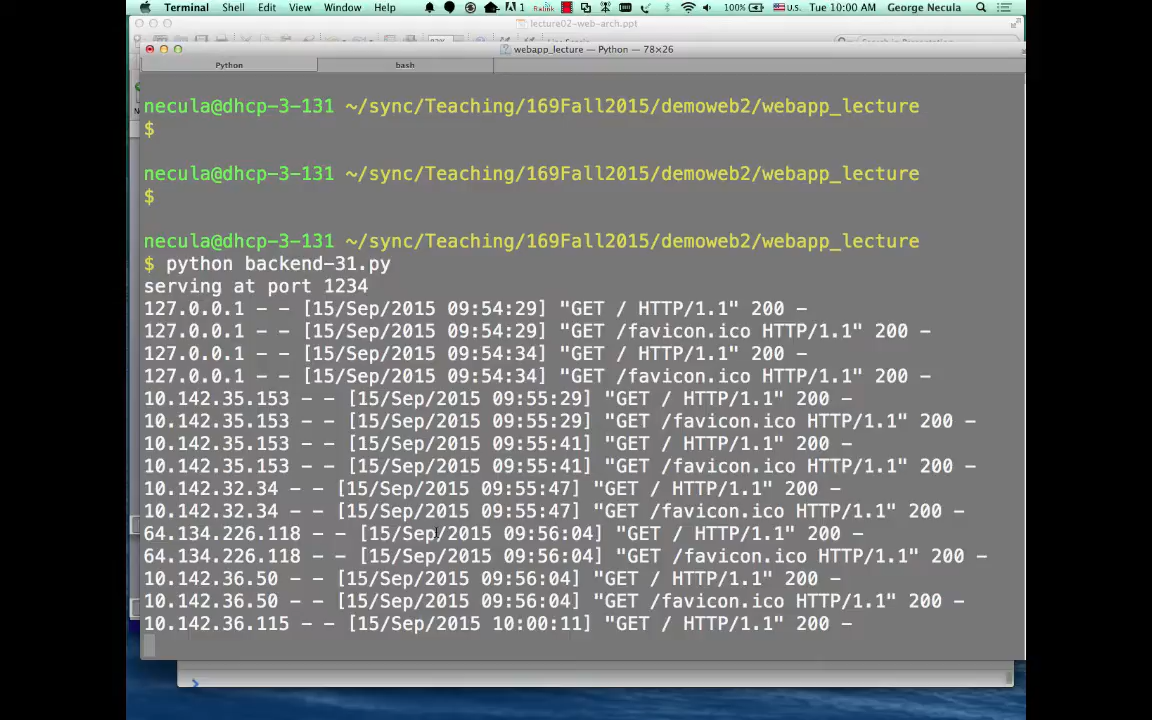 Terminal Shell Edit View Window Help 1 Ralink 100% U.S. Tue 10:00 AM George Necula
lecture02-web-arch.ppt
webapp_lecture — Python — 78×26
Python bash
necula@dhcp-3-131 ~/sync/Teaching/169Fall2015/demoweb2/webapp_lecture
$
necula@dhcp-3-131 ~/sync/Teaching/169Fall2015/demoweb2/webapp_lecture
$
necula@dhcp-3-131 ~/sync/Teaching/169Fall2015/demoweb2/webapp_lecture
$ python backend-31.py
serving at port 1234
127.0.0.1 - - [15/Sep/2015 09:54:29] "GET / HTTP/1.1" 200 -
127.0.0.1 - - [15/Sep/2015 09:54:29] "GET /favicon.ico HTTP/1.1" 200 -
127.0.0.1 - - [15/Sep/2015 09:54:34] "GET / HTTP/1.1" 200 -
127.0.0.1 - - [15/Sep/2015 09:54:34] "GET /favicon.ico HTTP/1.1" 200 -
10.142.35.153 - - [15/Sep/2015 09:55:29] "GET / HTTP/1.1" 200 -
10.142.35.153 - - [15/Sep/2015 09:55:29] "GET /favicon.ico HTTP/1.1" 200 -
10.142.35.153 - - [15/Sep/2015 09:55:41] "GET / HTTP/1.1" 200 -
10.142.35.153 - - [15/Sep/2015 09:55:41] "GET /favicon.ico HTTP/1.1" 200 -
10.142.32.34 - - [15/Sep/2015 09:55:47] "GET / HTTP/1.1" 200 -
10.142.32.34 - - [15/Sep/2015 09:55:47] "GET /favicon.ico HTTP/1.1" 200 -
64.134.226.118 - - [15/Sep/2015 09:56:04] "GET / HTTP/1.1" 200 -
64.134.226.118 - - [15/Sep/2015 09:56:04] "GET /favicon.ico HTTP/1.1" 200 -
10.142.36.50 - - [15/Sep/2015 09:56:04] "GET / HTTP/1.1" 200 -
10.142.36.50 - - [15/Sep/2015 09:56:04] "GET /favicon.ico HTTP/1.1" 200 -
10.142.36.115 - - [15/Sep/2015 10:00:11] "GET / HTTP/1.1" 200 -